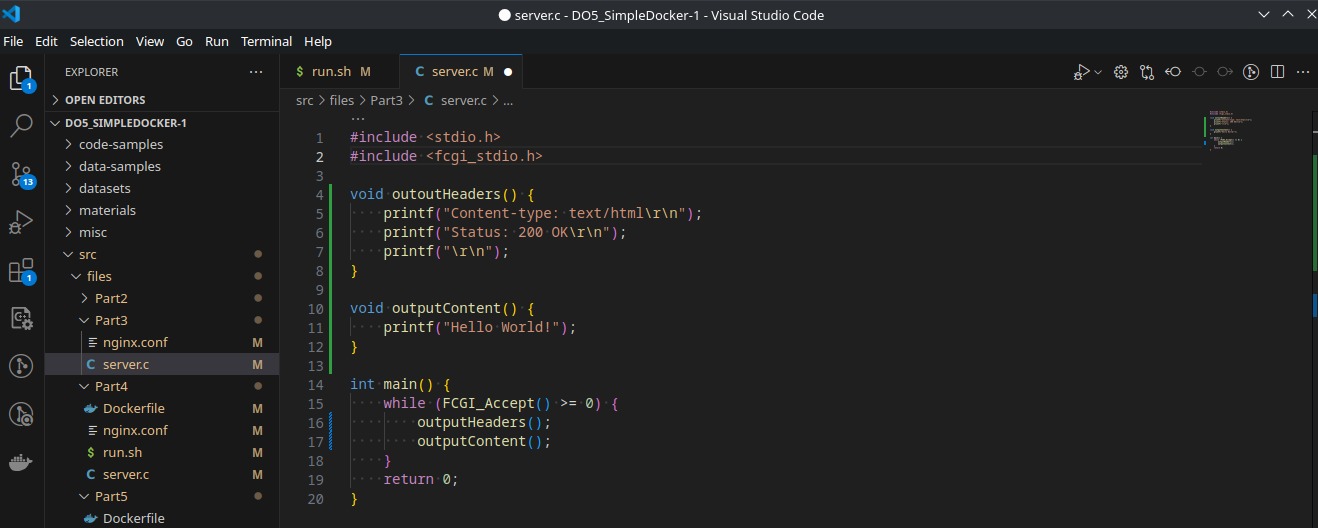 server.c - DO5_SimpleDocker-1 - Visual Studio Code
File Edit Selection View Go Run Terminal Help
EXPLORER ...
OPEN EDITORS
DO5_SIMPLEDOCKER-1
code-samples
data-samples
datasets
materials
misc
src
files
Part2
Part3
nginx.conf M
server.c M
Part4
Dockerfile M
nginx.conf M
run.sh M
server.c M
Part5
Dockerfile
1
13
1
$ run.sh M
C server.c M
src > files > Part3 > C server.c > ...
...
1 #include <stdio.h>
2 #include <fcgi_stdio.h>
3
4 void outoutHeaders() {
5 printf("Content-type: text/html\r\n");
6 printf("Status: 200 OK\r\n");
7 printf("\r\n");
8 }
9
10 void outputContent() {
11 printf("Hello World!");
12 }
13
14 int main() {
15 while (FCGI_Accept() >= 0) {
16 outputHeaders();
17 outputContent();
18 }
19 return 0;
20 }